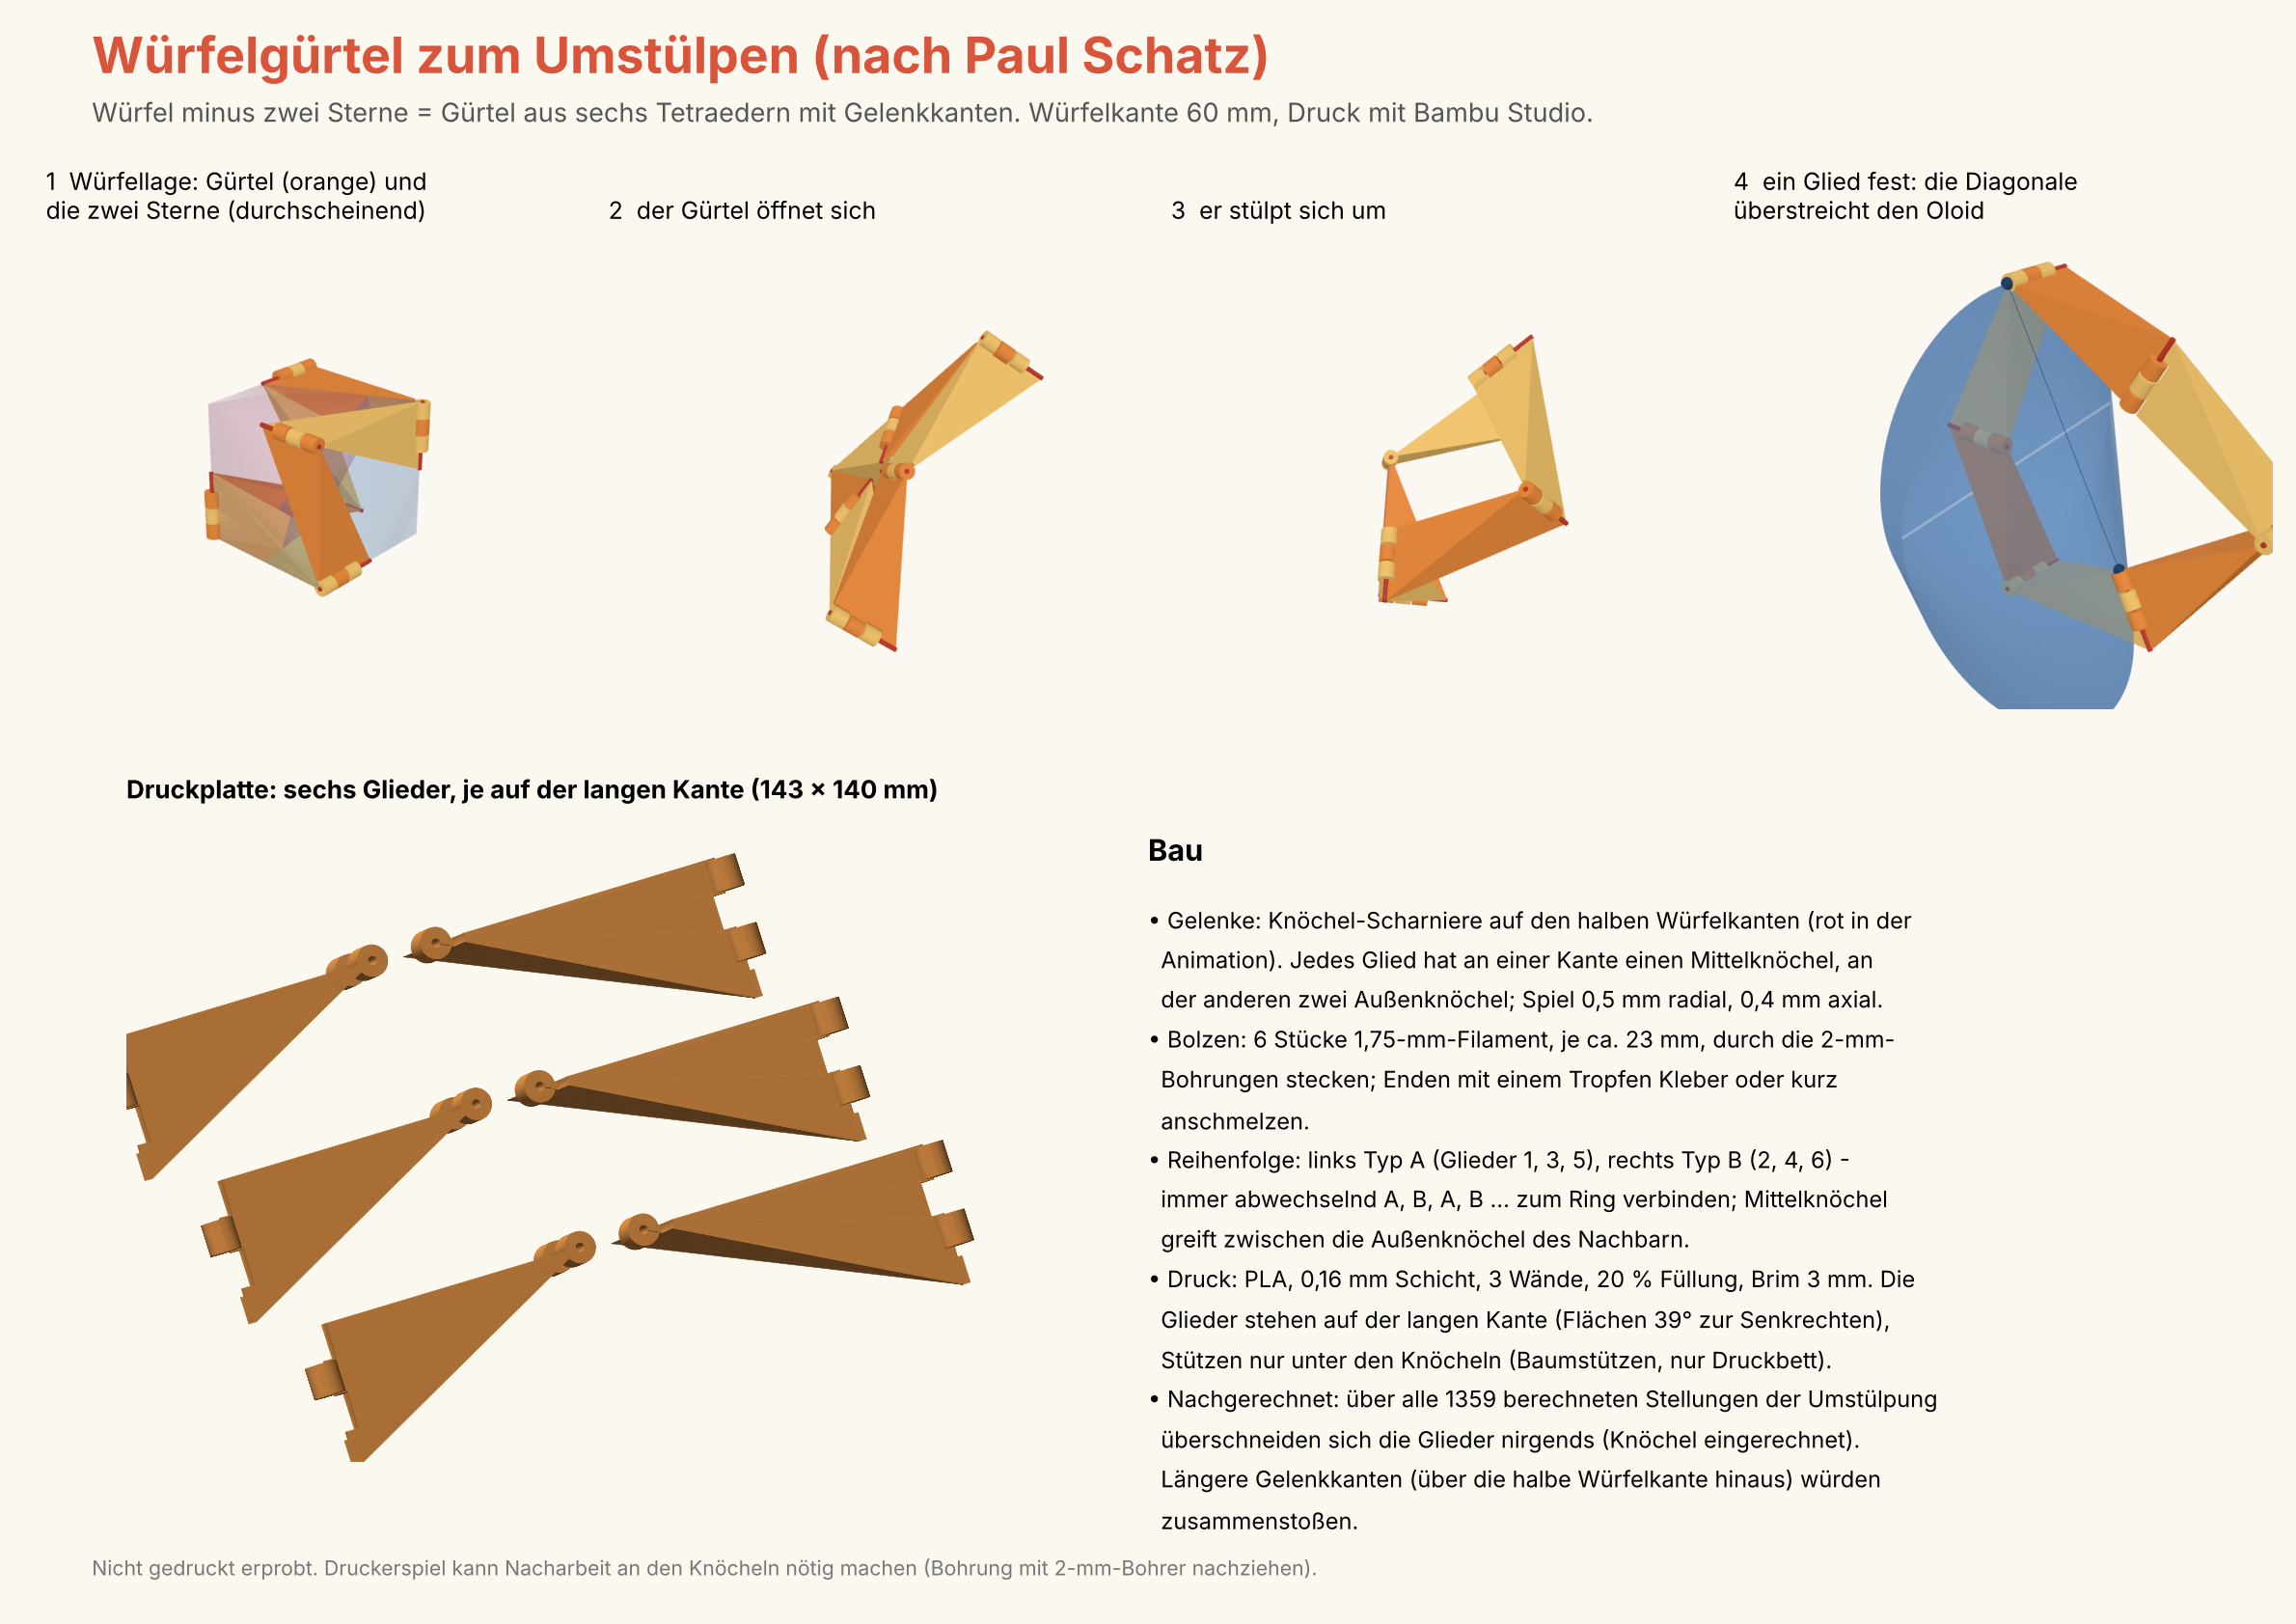 Würfelgürtel zum Umstülpen (nach Paul Schatz)
Würfel minus zwei Sterne = Gürtel aus sechs Tetraedern mit Gelenkkanten. Würfelkante 60 mm, Druck mit Bambu Studio.
1  Würfellage: Gürtel (orange) und
die zwei Sterne (durchscheinend)
2  der Gürtel öffnet sich
3  er stülpt sich um
4  ein Glied fest: die Diagonale
überstreicht den Oloid
Druckplatte: sechs Glieder, je auf der langen Kante (143 × 140 mm)
Bau
• Gelenke: Knöchel-Scharniere auf den halben Würfelkanten (rot in der
Animation). Jedes Glied hat an einer Kante einen Mittelknöchel, an
der anderen zwei Außenknöchel; Spiel 0,5 mm radial, 0,4 mm axial.
• Bolzen: 6 Stücke 1,75-mm-Filament, je ca. 23 mm, durch die 2-mm-
Bohrungen stecken; Enden mit einem Tropfen Kleber oder kurz
anschmelzen.
• Reihenfolge: links Typ A (Glieder 1, 3, 5), rechts Typ B (2, 4, 6) -
immer abwechselnd A, B, A, B ... zum Ring verbinden; Mittelknöchel
greift zwischen die Außenknöchel des Nachbarn.
• Druck: PLA, 0,16 mm Schicht, 3 Wände, 20 % Füllung, Brim 3 mm. Die
Glieder stehen auf der langen Kante (Flächen 39° zur Senkrechten),
Stützen nur unter den Knöcheln (Baumstützen, nur Druckbett).
• Nachgerechnet: über alle 1359 berechneten Stellungen der Umstülpung
überschneiden sich die Glieder nirgends (Knöchel eingerechnet).
Längere Gelenkkanten (über die halbe Würfelkante hinaus) würden
zusammenstoßen.
Nicht gedruckt erprobt. Druckerspiel kann Nacharbeit an den Knöcheln nötig machen (Bohrung mit 2-mm-Bohrer nachziehen).